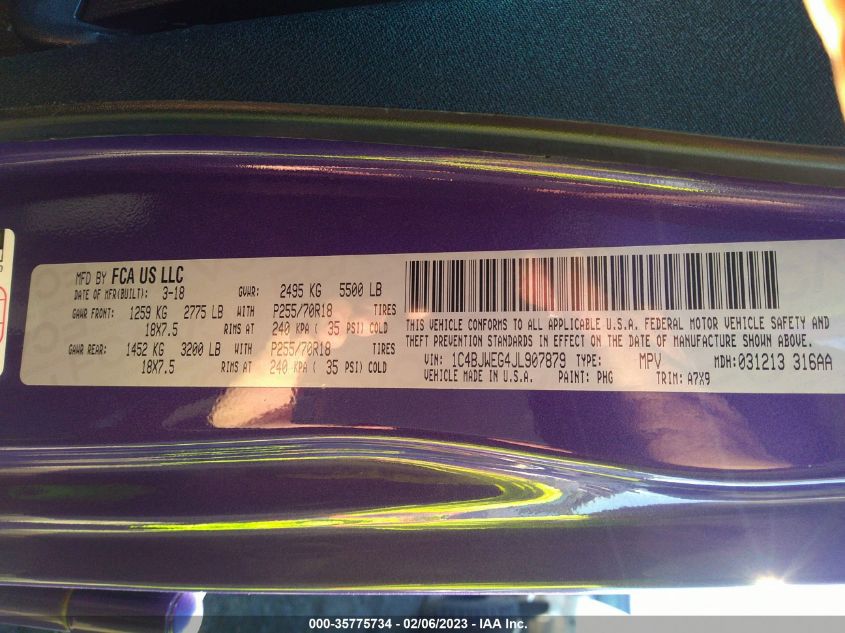 MFD BY FCA US LLC
DATE OF MFR(BUILT): 3-18 GVWR: 2495 KG 5500 LB
GAWR FRONT: 1259 KG 2775 LB WITH P255/70R18 TIRES
18X7.5 RIMS AT 240 KPA ( 35 PSI) COLD
GAWR REAR: 1452 KG 3200 LB WITH P255/70R18 TIRES
18X7.5 RIMS AT 240 KPA ( 35 PSI) COLD
THIS VEHICLE CONFORMS TO ALL APPLICABLE U.S.A. FEDERAL MOTOR VEHICLE SAFETY AND
THEFT PREVENTION STANDARDS IN EFFECT ON THE DATE OF MANUFACTURE SHOWN ABOVE.
VIN: 1C4BJWEG4JL907879 TYPE: MPV MDH: 031213 316AA
VEHICLE MADE IN U.S.A. PAINT: PHG TRIM: A7X9
000-35775734 - 02/06/2023 - IAA Inc.